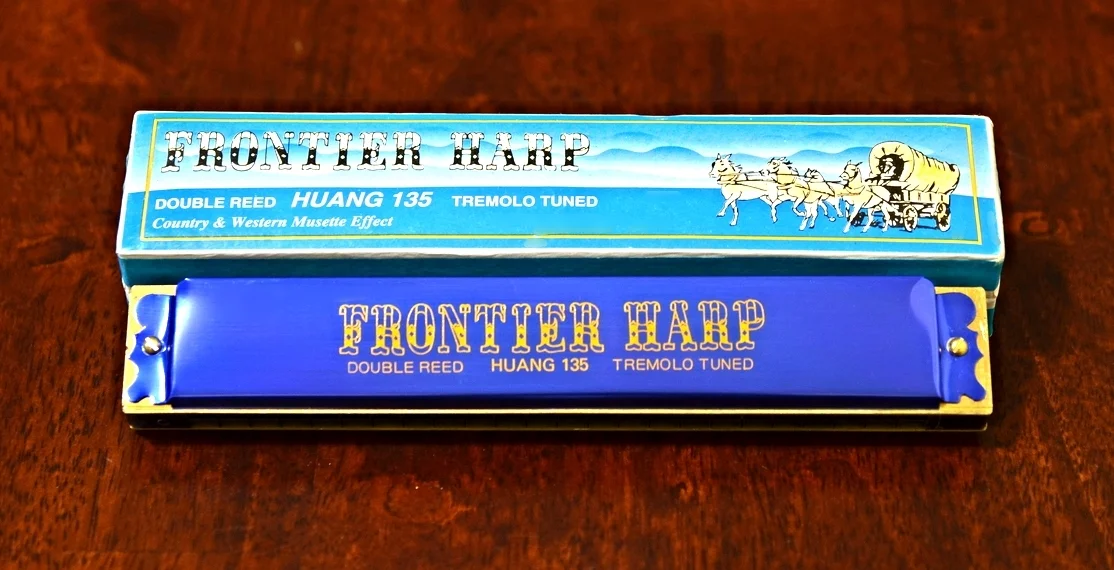 FRONTIER HARP
DOUBLE REED HUANG 135 TREMOLO TUNED
Country & Western Musette Effect
FRONTIER HARP
DOUBLE REED HUANG 135 TREMOLO TUNED